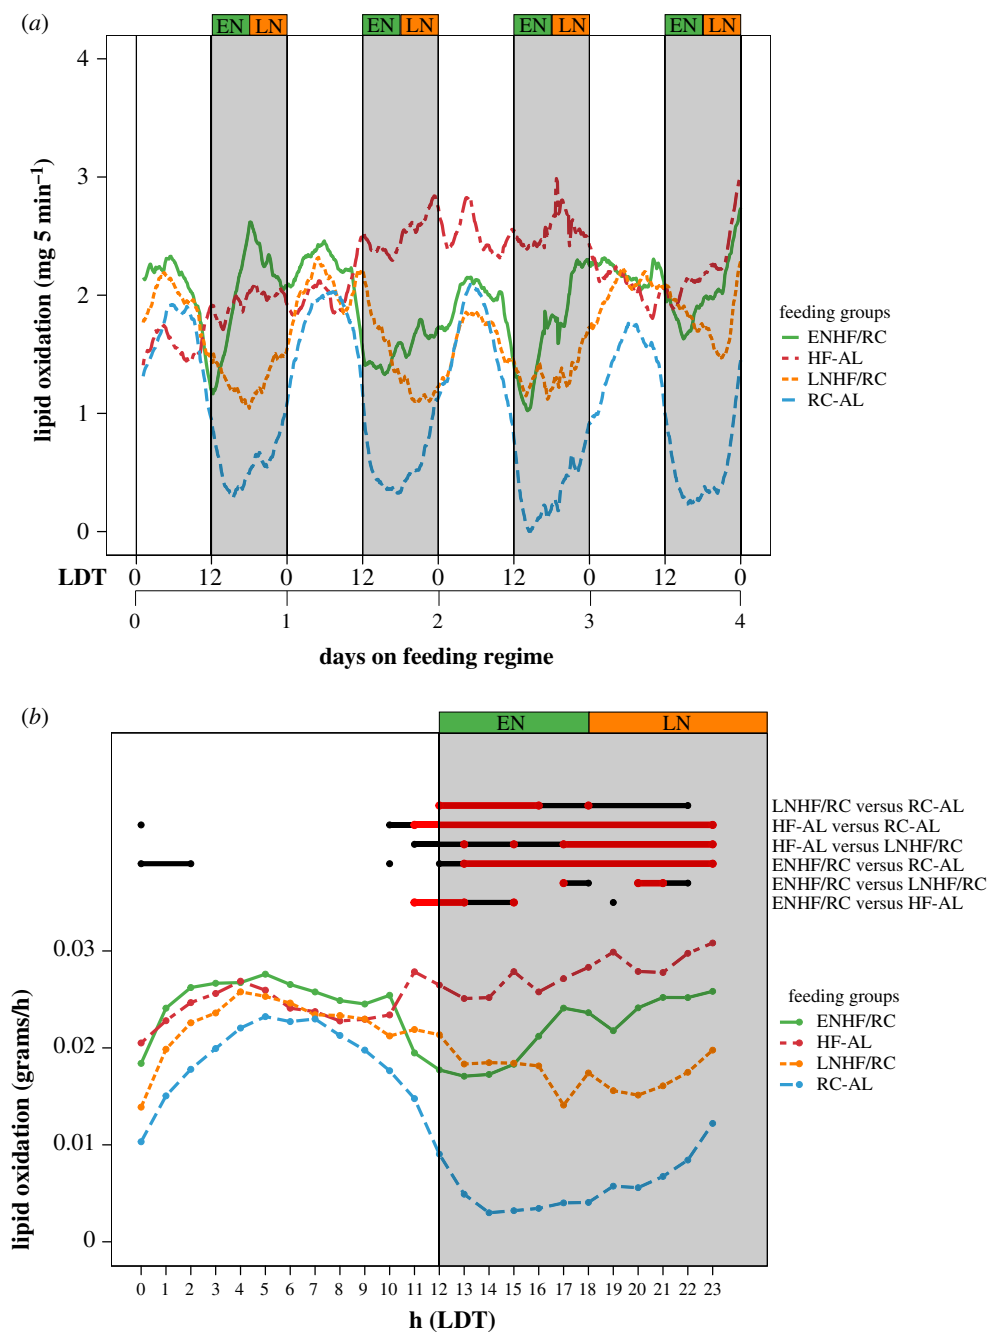 (a)
EN LN EN LN EN LN EN LN
4
3
2
1
0
lipid oxidation (mg 5 min⁻¹)
feeding groups
ENHF/RC
HF-AL
LNHF/RC
RC-AL
LDT 0 12 0 12 0 12 0 12 0
0 1 2 3 4
days on feeding regime
(b)
EN LN
LNHF/RC versus RC-AL
HF-AL versus RC-AL
HF-AL versus LNHF/RC
ENHF/RC versus RC-AL
ENHF/RC versus LNHF/RC
ENHF/RC versus HF-AL
0.03
0.02
0.01
0
lipid oxidation (grams/h)
feeding groups
ENHF/RC
HF-AL
LNHF/RC
RC-AL
0 1 2 3 4 5 6 7 8 9 10 11 12 13 14 15 16 17 18 19 20 21 22 23
h (LDT)